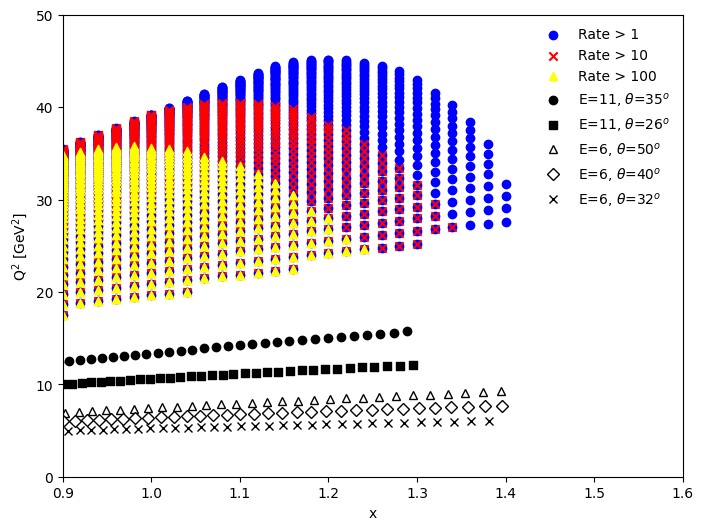 50
40
30
20
10
0
Q² [GeV²]
0.9 1.0 1.1 1.2 1.3 1.4 1.5 1.6
x
Rate > 1
Rate > 10
Rate > 100
E=11, θ=35°
E=11, θ=26°
E=6, θ=50°
E=6, θ=40°
E=6, θ=32°